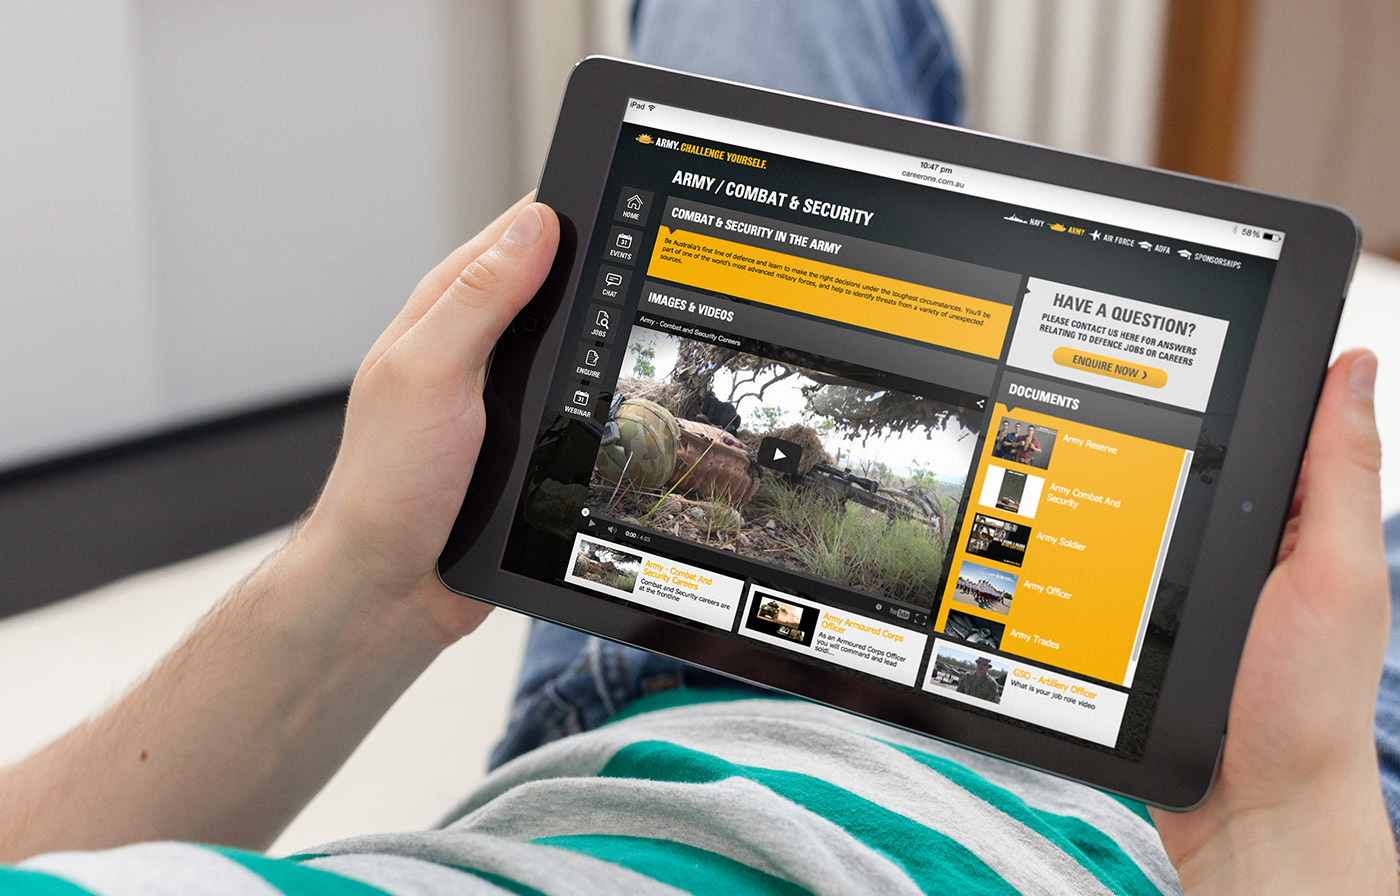 iPad
10:47 pm
careerone.com.au
58%
ARMY. CHALLENGE YOURSELF.
ARMY / COMBAT & SECURITY
NAVY
ARMY
AIR FORCE
ADFA
SPONSORSHIPS
HOME
31
EVENTS
CHAT
JOBS
ENQUIRE
31
WEBINAR
COMBAT & SECURITY IN THE ARMY
Be Australia's first line of defence and learn to make the right decisions under the toughest circumstances. You'll be
part of one of the world's most advanced military forces, and help to identify threats from a variety of unexpected
sources.
IMAGES & VIDEOS
Army - Combat and Security Careers
0:00 / 4:03
YouTube
Army - Combat And
Security Careers
Combat and Security careers are
at the frontline
Army Armoured Corps
Officer
As an Armoured Corps Officer
you will command and lead
soldi...
GSO - Artillery Officer
What is your job role video
HAVE A QUESTION?
PLEASE CONTACT US HERE FOR ANSWERS
RELATING TO DEFENCE JOBS OR CAREERS
ENQUIRE NOW >
DOCUMENTS
Army Reserve
Army Combat And
Security
Army Soldier
Army Officer
Army Trades